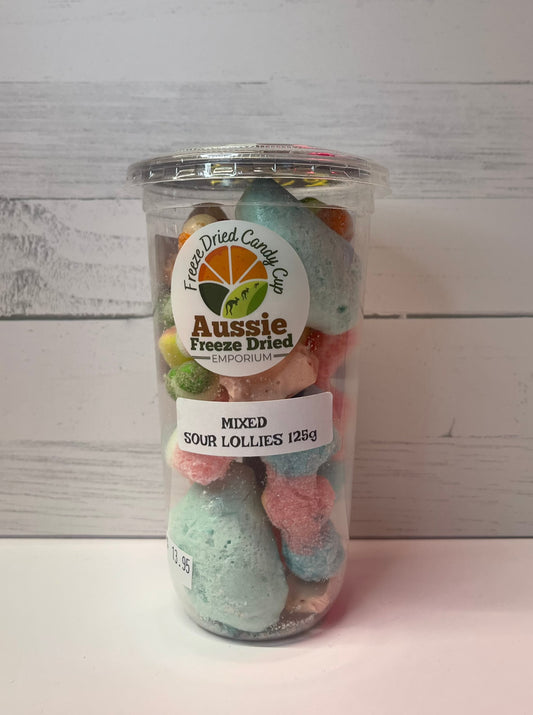 Freeze Dried Candy Cup
Aussie
Freeze Dried
EMPORIUM
MIXED
SOUR LOLLIES 125g
13.95